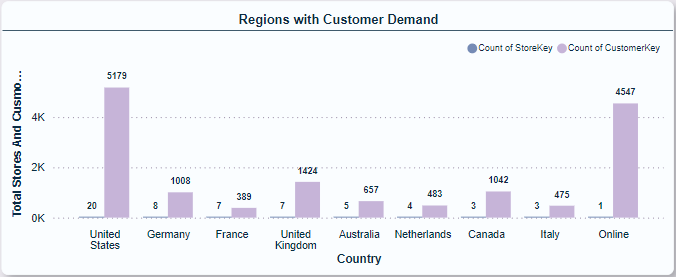 Regions with Customer Demand
Count of StoreKey Count of CustomerKey
Total Stores And Cusmo...
4K
2K
0K
20 5179
8 1008
7 389
7 1424
5 657
4 483
3 1042
3 475
1 4547
United States
Germany
France
United Kingdom
Australia
Netherlands
Canada
Italy
Online
Country